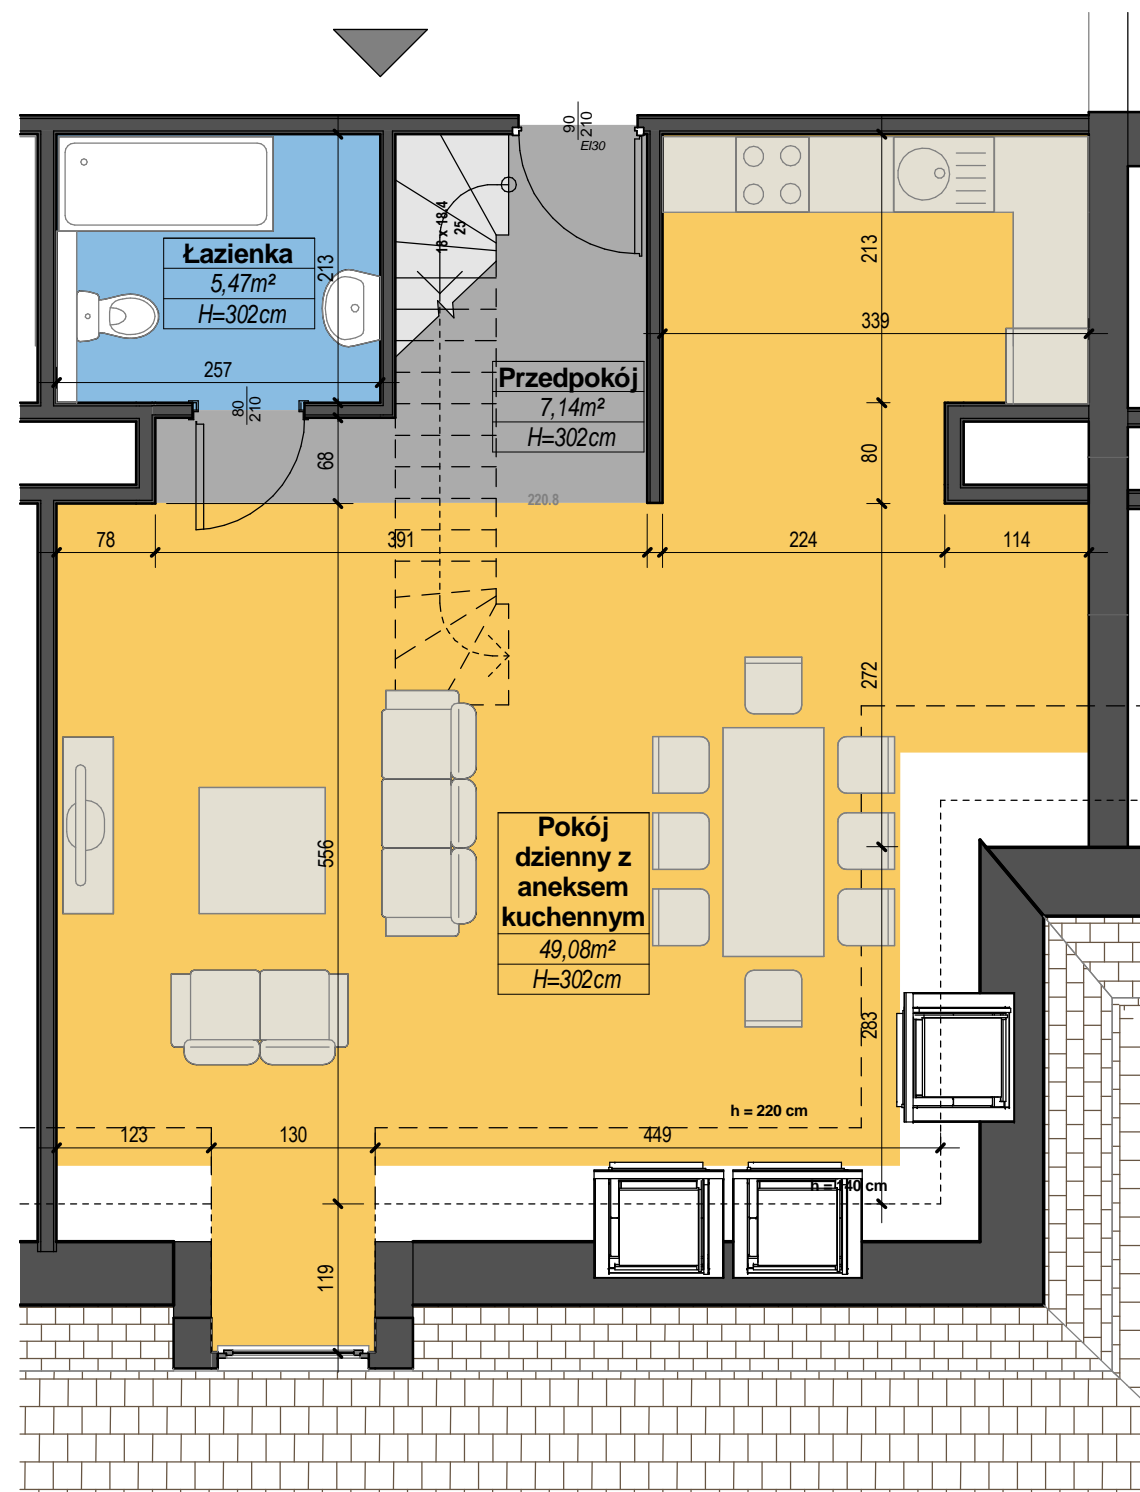 90
210
EI30
18 x 18,4
25
Łazienka
5,47m²
H=302cm
213
257
80
210
68
Przedpokój
7,14m²
H=302cm
220.8
213
339
80
78
391
224
114
272
556
Pokój
dzienny z
aneksem
kuchennym
49,08m²
H=302cm
283
h = 220 cm
123
130
449
h = 140 cm
119